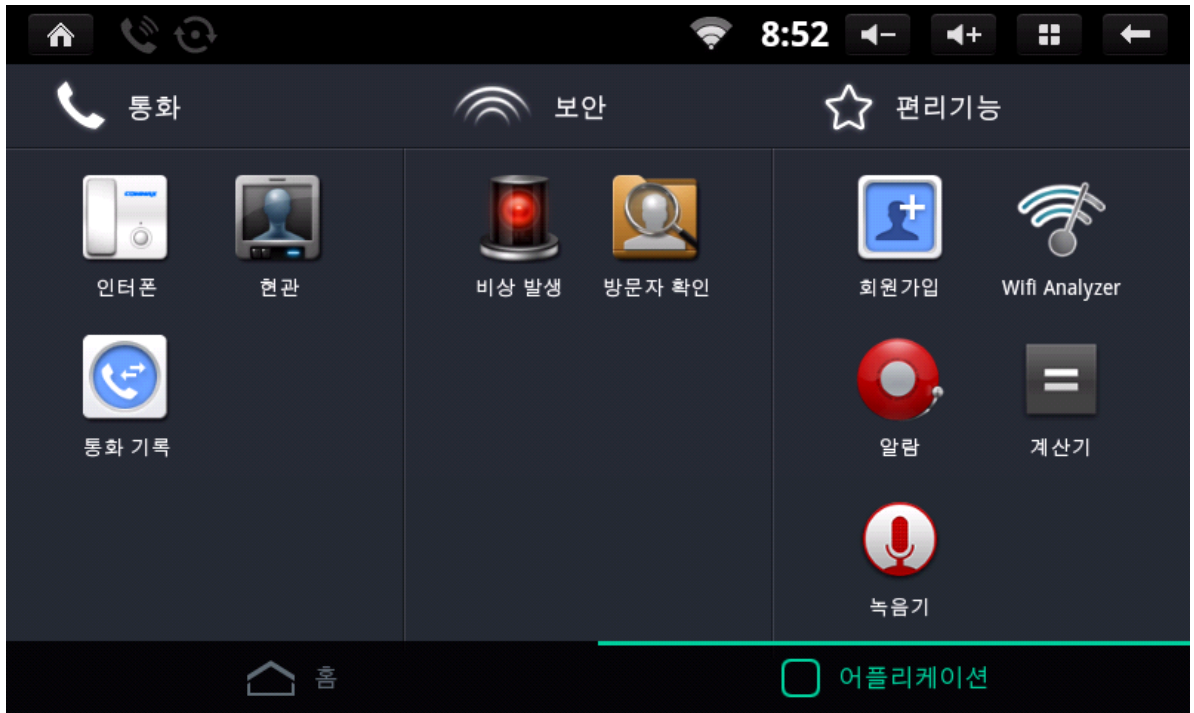 8:52
통화
보안
편리기능
COMMAX
인터폰
현관
비상 발생
방문자 확인
회원가입
Wifi Analyzer
통화 기록
알람
계산기
녹음기
홈
어플리케이션